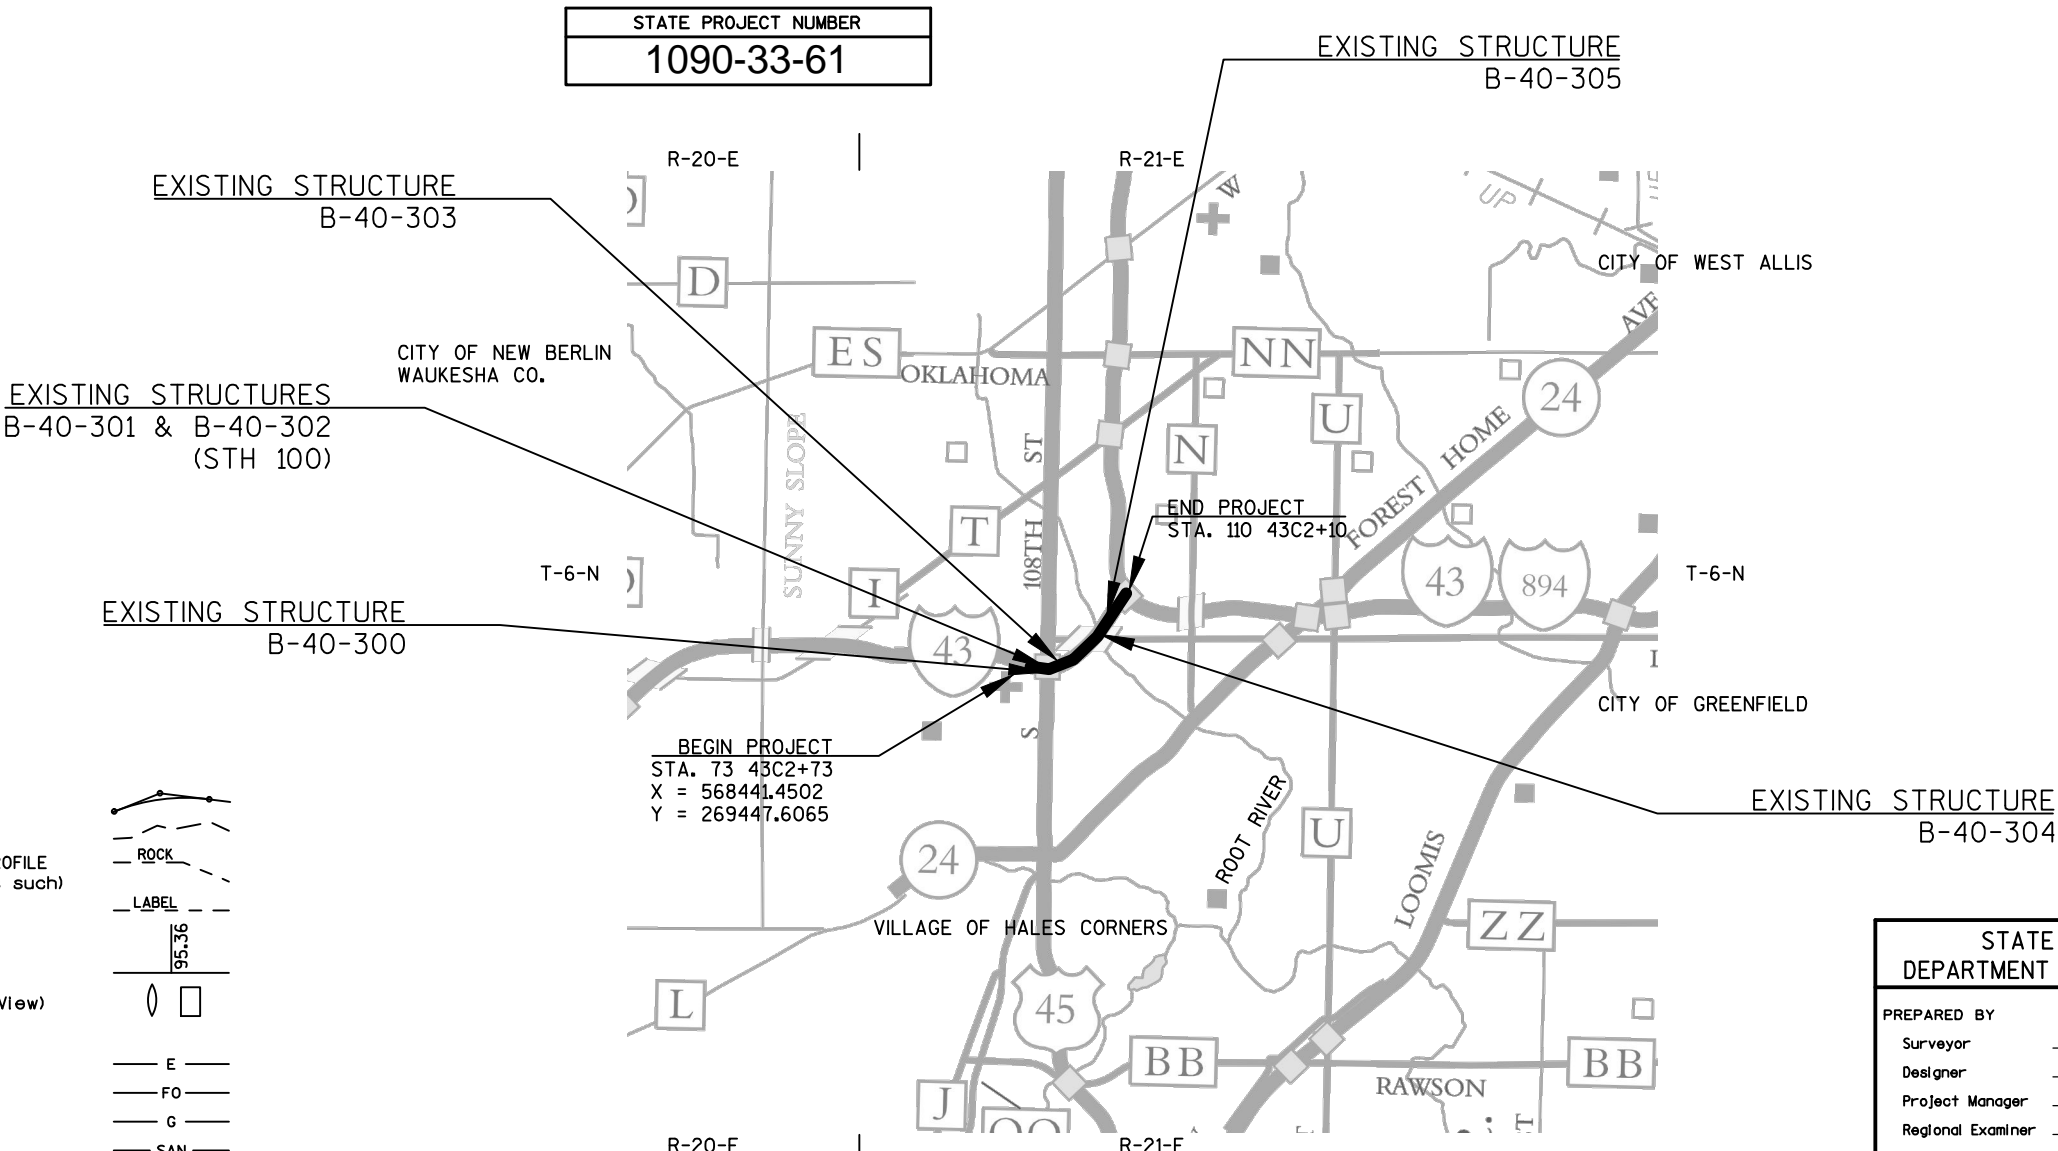 STATE PROJECT NUMBER
1090-33-61
EXISTING STRUCTURE
B-40-305
R-20-E
R-21-E
EXISTING STRUCTURE
B-40-303
W
UP
D
CITY OF WEST ALLIS
AVE
CITY OF NEW BERLIN
WAUKESHA CO.
ES
OKLAHOMA
NN
24
EXISTING STRUCTURES
B-40-301 & B-40-302
(STH 100)
SUNNY SLOPE
ST
108TH
S
N
U
FOREST HOME
T
END PROJECT
STA. 110 43C2+10
T-6-N
I
43
894
T-6-N
EXISTING STRUCTURE
B-40-300
43
CITY OF GREENFIELD
BEGIN PROJECT
STA. 73 43C2+73
X = 568441.4502
Y = 269447.6065
EXISTING STRUCTURE
B-40-304
ROOT RIVER
U
24
LOOMIS
ROCK
such)
LABEL
95.36
VILLAGE OF HALES CORNERS
ZZ
L
45
BB
BB
RAWSON
J
E
FO
G
SAN
R-20-E
R-21-E
STATE
DEPARTMENT
PREPARED BY
Surveyor
Designer
Project Manager
Regional Examiner